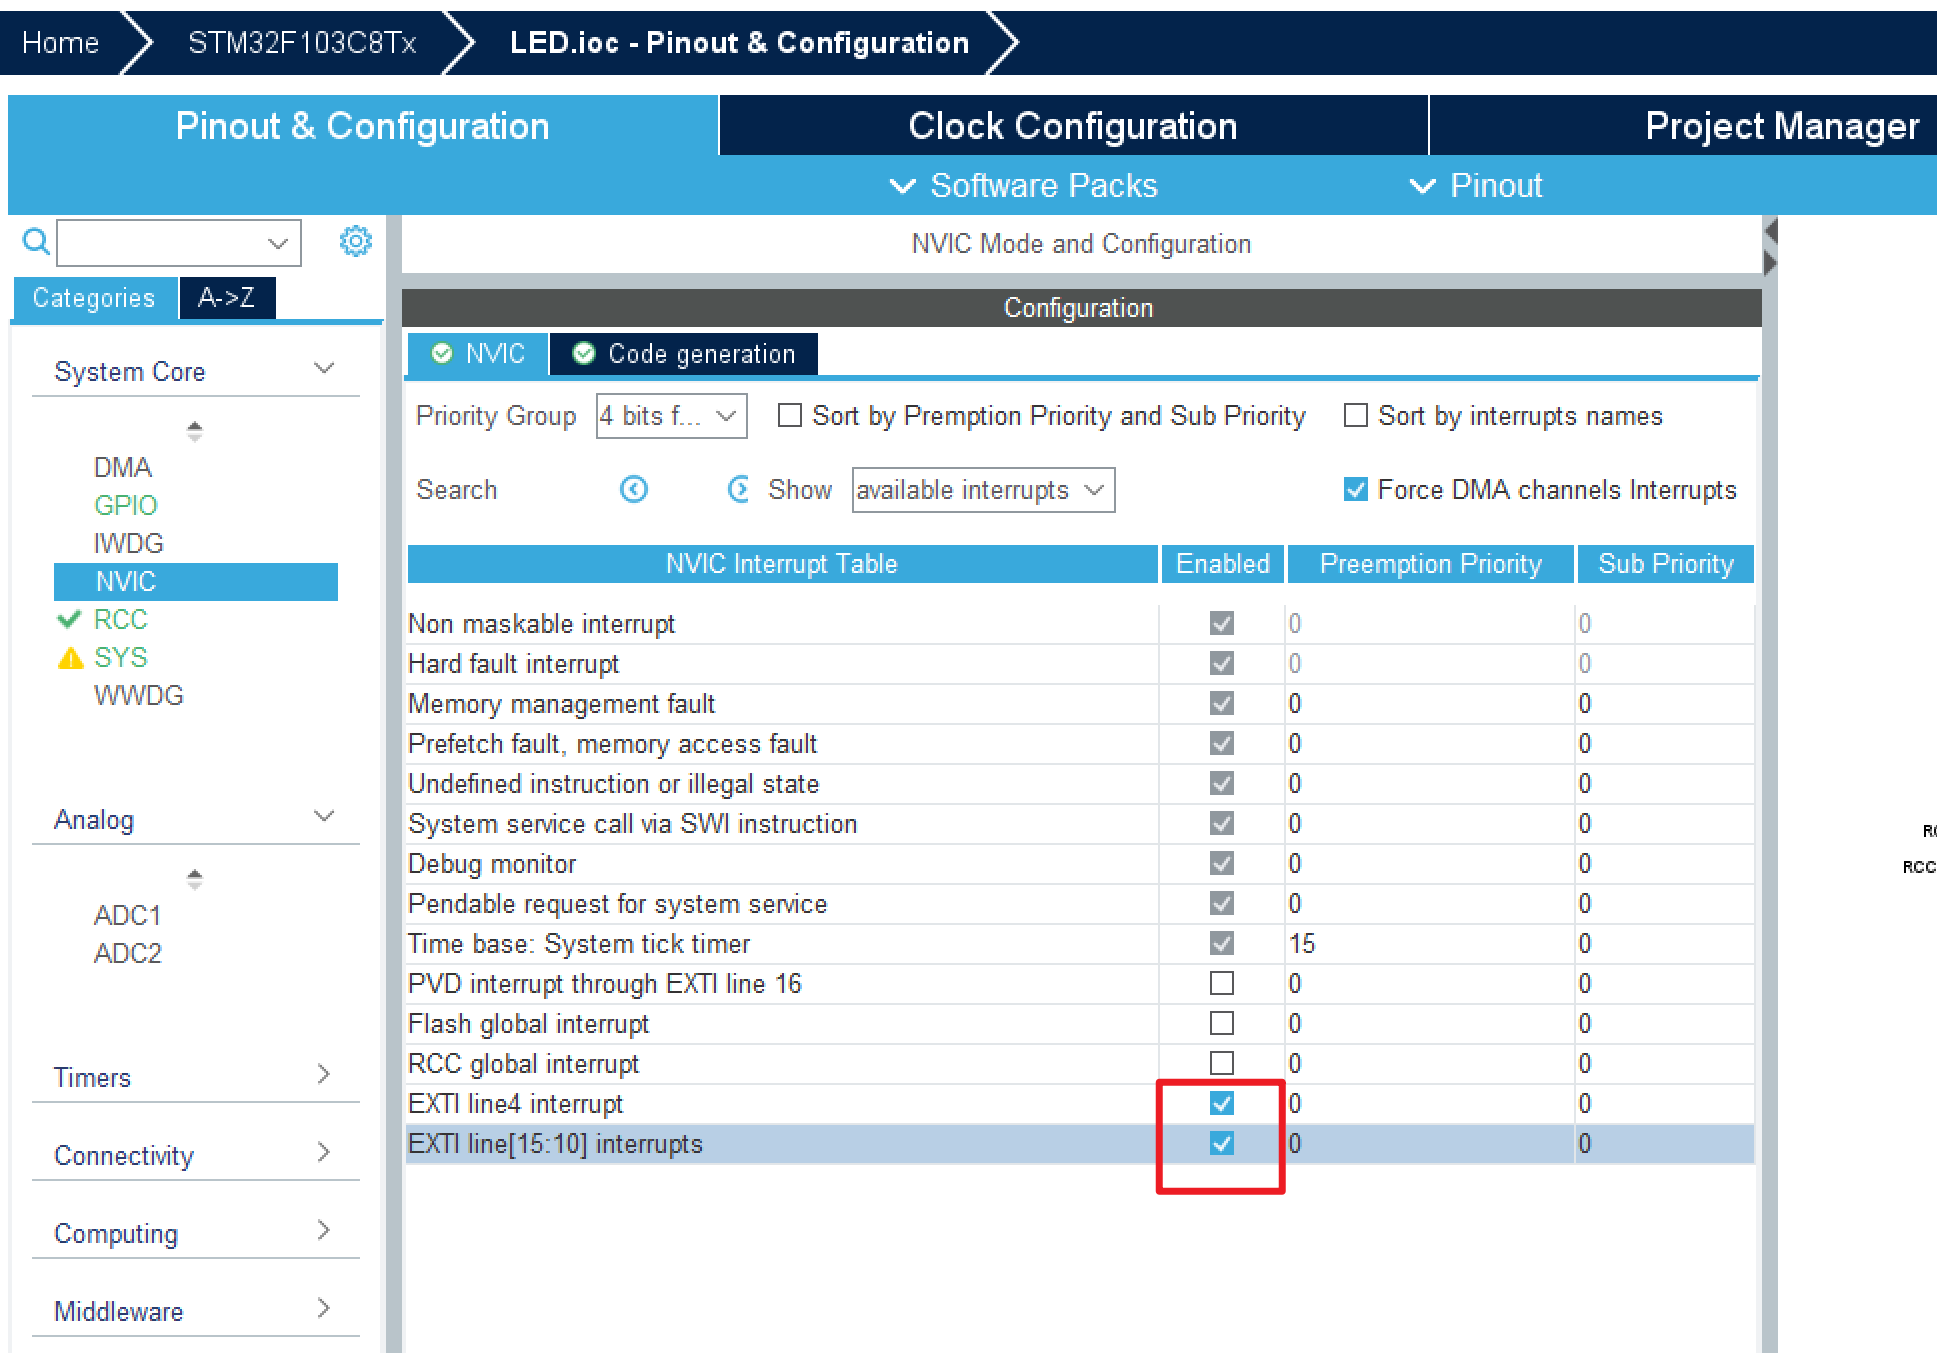 Home STM32F103C8Tx LED.ioc - Pinout & Configuration
Pinout & Configuration Clock Configuration Project Manager
Software Packs Pinout
NVIC Mode and Configuration
Categories A->Z
Configuration
NVIC Code generation
System Core
Priority Group 4 bits f... Sort by Premption Priority and Sub Priority Sort by interrupts names
DMA
Search Show available interrupts Force DMA channels Interrupts
GPIO
IWDG
NVIC Interrupt Table Enabled Preemption Priority Sub Priority
NVIC
RCC
Non maskable interrupt 0 0
SYS
Hard fault interrupt 0 0
WWDG
Memory management fault 0 0
Prefetch fault, memory access fault 0 0
Undefined instruction or illegal state 0 0
Analog
System service call via SWI instruction 0 0
Debug monitor 0 0
RCC
Pendable request for system service 0 0
ADC1
Time base: System tick timer 15 0
ADC2
PVD interrupt through EXTI line 16 0 0
Flash global interrupt 0 0
RCC global interrupt 0 0
Timers
EXTI line4 interrupt 0 0
EXTI line[15:10] interrupts 0 0
Connectivity
Computing
Middleware